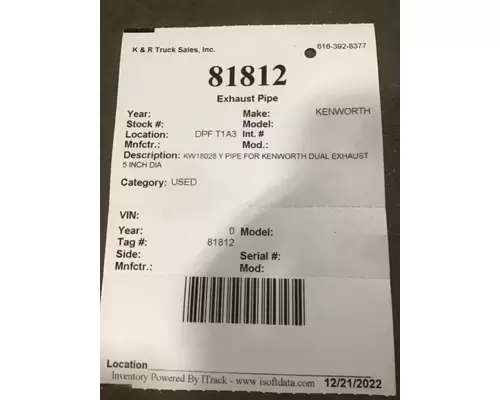 K & R Truck Sales, Inc. 616-392-8377
81812
Exhaust Pipe
Year: Make: KENWORTH
Stock #: Model:
Location: DPF T1A3 Int. #
Mnfctr.: Mod.:
Description: KW18028 Y PIPE FOR KENWORTH DUAL EXHAUST
5 INCH DIA
Category: USED
VIN:
Year: 0 Model:
Tag #: 81812
Side: Serial #:
Mnfctr.: Mod:
Location
Inventory Powered By ITrack - www.isoftdata.com 12/21/2022